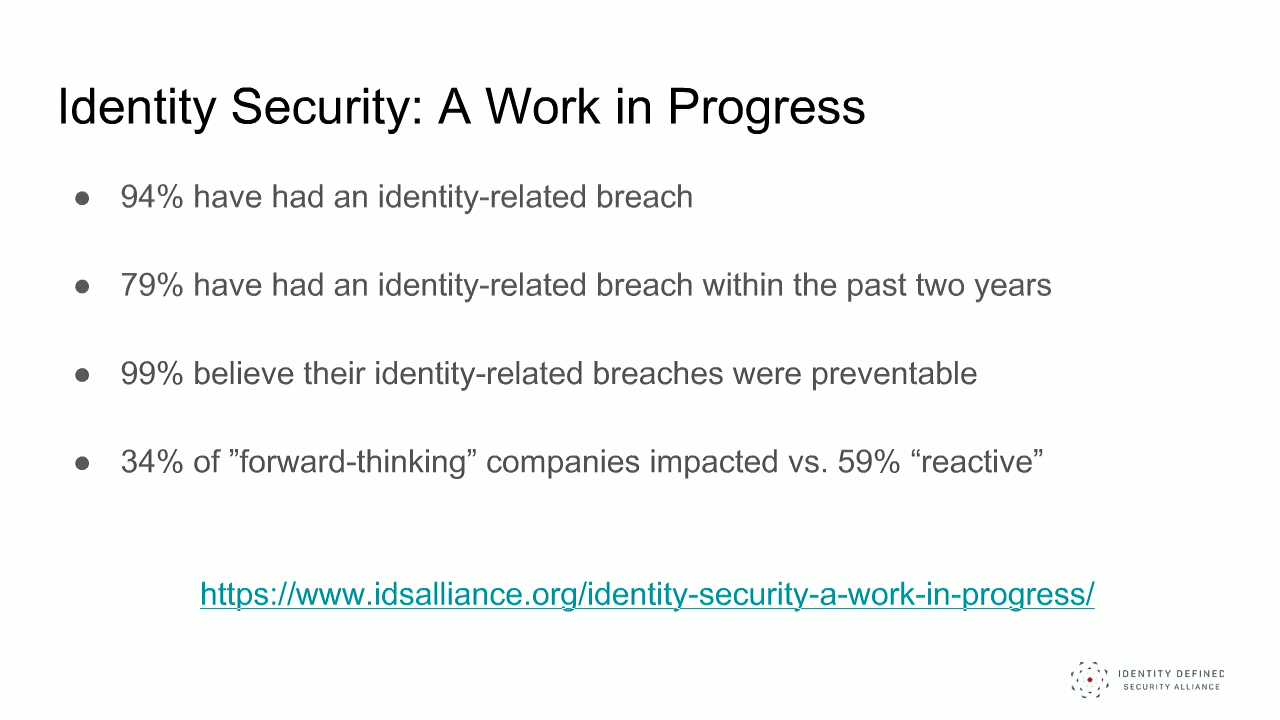 Identity Security: A Work in Progress
● 94% have had an identity-related breach
● 79% have had an identity-related breach within the past two years
● 99% believe their identity-related breaches were preventable
● 34% of ”forward-thinking” companies impacted vs. 59% “reactive”
https://www.idsalliance.org/identity-security-a-work-in-progress/
IDENTITY DEFINED
SECURITY ALLIANCE